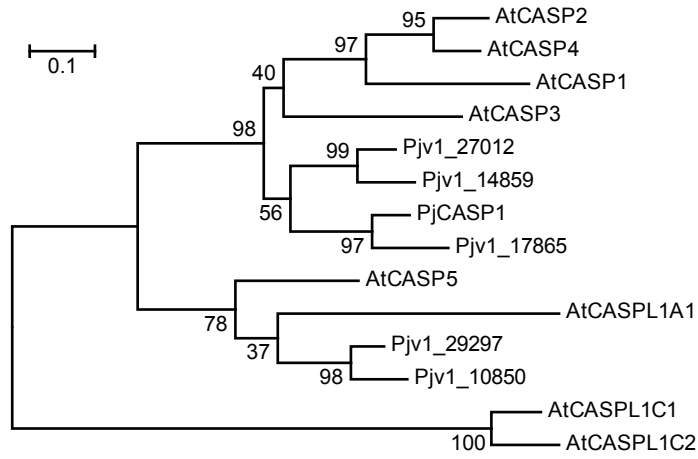 95 AtCASP2
97 AtCASP4
0.1
40 AtCASP1
AtCASP3
98
99 Pjv1_27012
Pjv1_14859
56 PjCASP1
97 Pjv1_17865
AtCASP5
78 AtCASPL1A1
37 Pjv1_29297
98 Pjv1_10850
AtCASPL1C1
100 AtCASPL1C2